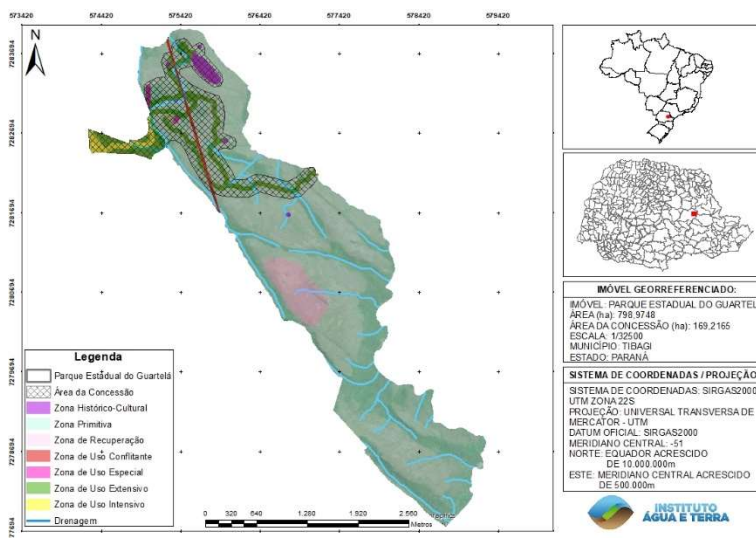 573420 574420 575420 576420 577420 578420 579420
7283694
7282694
7281694
7280694
7279694
7278694
77694
N
Legenda
Parque Estadual do Guartelá
Área da Concessão
Zona Histórico-Cultural
Zona Primitiva
Zona de Recuperação
Zona de Uso Conflitante
Zona de Uso Especial
Zona de Uso Extensivo
Zona de Uso Intensivo
Drenagem
0 320 640 1.280 1.920 2.560
Metros
IMÓVEL GEORREFERENCIADO:
IMÓVEL: PARQUE ESTADUAL DO GUARTEL
ÁREA (ha): 798,9748
ÁREA DA CONCESSÃO (ha): 169,2165
ESCALA: 1/32500
MUNICÍPIO: TIBAGI
ESTADO: PARANÁ
SISTEMA DE COORDENADAS / PROJEÇÃO
SISTEMA DE COORDENADAS: SIRGAS2000
UTM ZONA 22S
PROJEÇÃO: UNIVERSAL TRANSVERSA DE
MERCATOR - UTM
DATUM OFICIAL: SIRGAS2000
MERIDIANO CENTRAL: -51
NORTE: EQUADOR ACRESCIDO
DE 10.000.000m
ESTE: MERIDIANO CENTRAL ACRESCIDO
DE 500.000m
INSTITUTO
ÁGUA E TERRA